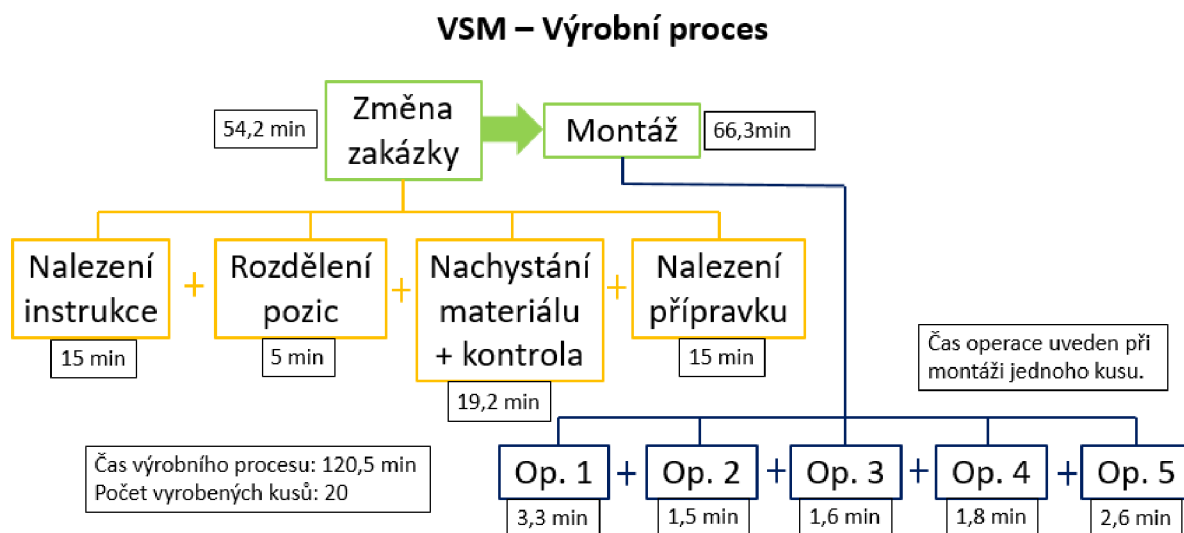 VSM – Výrobní proces
54,2 min
Změna
zakázky
Montáž
66,3min
Nalezení
instrukce
15 min
+
Rozdělení
pozic
5 min
+
Nachystání
materiálu
+ kontrola
19,2 min
+
Nalezení
přípravku
15 min
Čas operace uveden při
montáži jednoho kusu.
Čas výrobního procesu: 120,5 min
Počet vyrobených kusů: 20
Op. 1
3,3 min
+
Op. 2
1,5 min
+
Op. 3
1,6 min
+
Op. 4
1,8 min
+
Op. 5
2,6 min